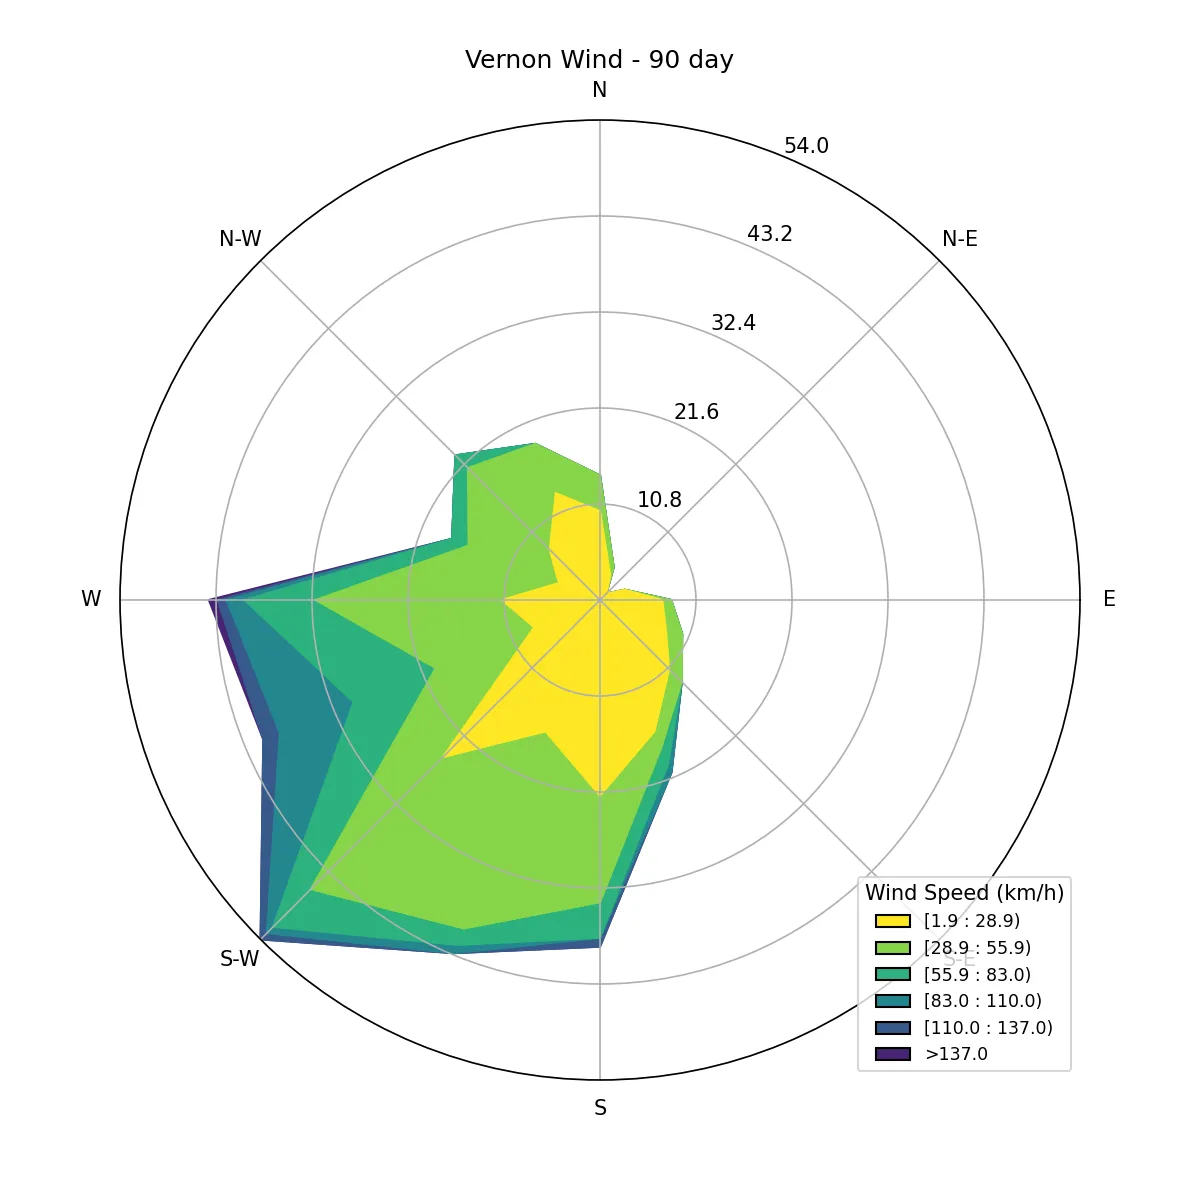 Vernon Wind - 90 day
N
54.0
43.2
N-W
N-E
32.4
21.6
10.8
W
E
S-W
S-E
Wind Speed (km/h)
[1.9 : 28.9)
[28.9 : 55.9)
[55.9 : 83.0)
[83.0 : 110.0)
[110.0 : 137.0)
>137.0
S